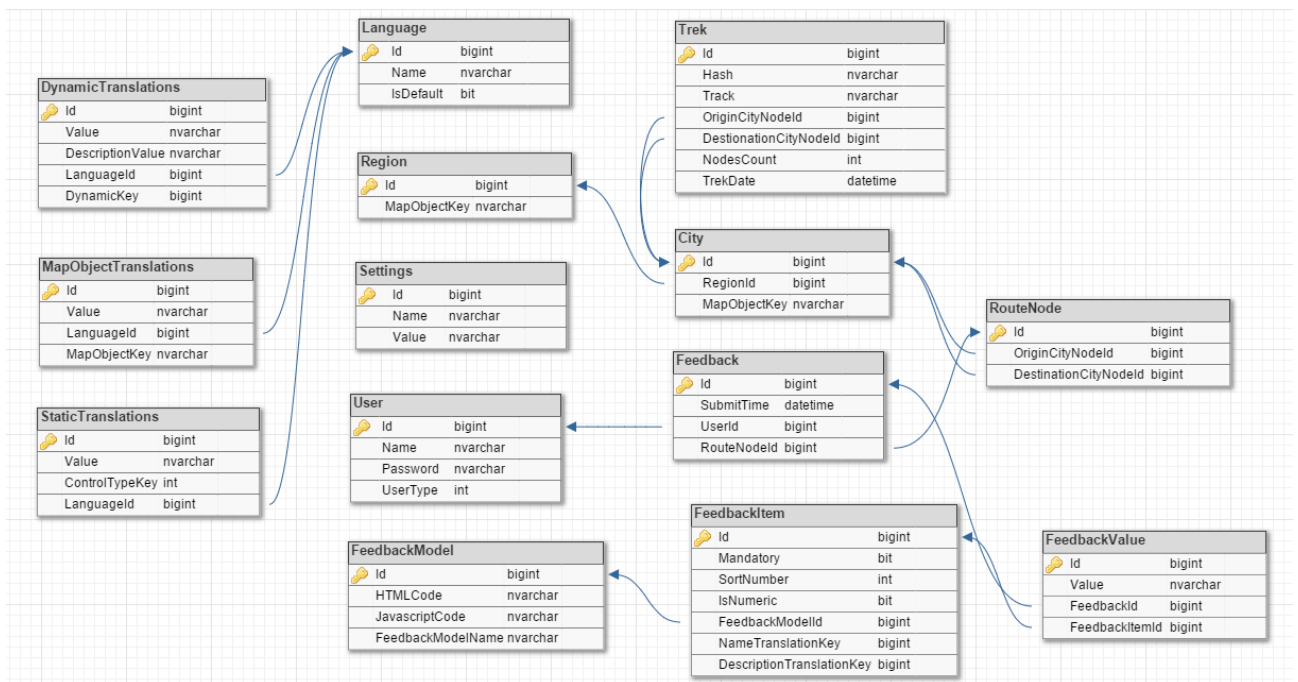 Language
Id bigint
Name nvarchar
IsDefault bit
Trek
Id bigint
Hash nvarchar
Track nvarchar
OriginCityNodeId bigint
DestionationCityNodeId bigint
NodesCount int
TrekDate datetime
DynamicTranslations
Id bigint
Value nvarchar
DescriptionValue nvarchar
LanguageId bigint
DynamicKey bigint
Region
Id bigint
MapObjectKey nvarchar
City
Id bigint
RegionId bigint
MapObjectKey nvarchar
MapObjectTranslations
Id bigint
Value nvarchar
LanguageId bigint
MapObjectKey nvarchar
Settings
Id bigint
Name nvarchar
Value nvarchar
RouteNode
Id bigint
OriginCityNodeId bigint
DestinationCityNodeId bigint
Feedback
Id bigint
SubmitTime datetime
UserId bigint
RouteNodeId bigint
User
Id bigint
Name nvarchar
Password nvarchar
UserType int
StaticTranslations
Id bigint
Value nvarchar
ControlTypeKey int
LanguageId bigint
FeedbackItem
Id bigint
Mandatory bit
SortNumber int
IsNumeric bit
FeedbackModelId bigint
NameTranslationKey bigint
DescriptionTranslationKey bigint
FeedbackModel
Id bigint
HTMLCode nvarchar
JavascriptCode nvarchar
FeedbackModelName nvarchar
FeedbackValue
Id bigint
Value nvarchar
FeedbackId bigint
FeedbackItemId bigint